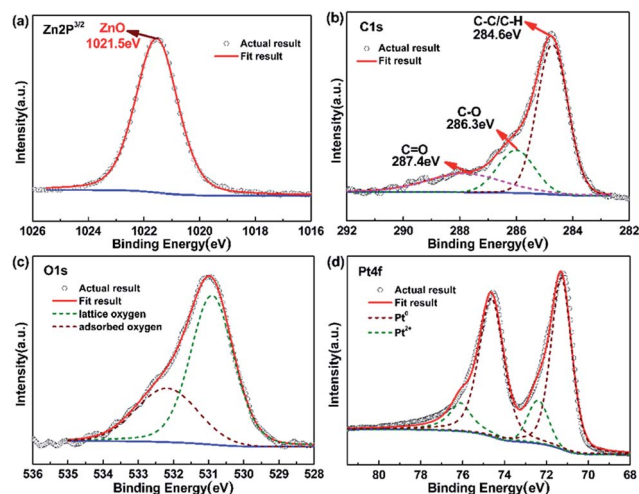 (a)
Zn2P3/2
ZnO
1021.5eV
Actual result
Fit result
Intensity(a.u.)
1026 1024 1022 1020 1018 1016
Binding Energy(eV)
(b)
C1s
C-C/C-H
284.6eV
Actual result
Fit result
C-O
286.3eV
C=O
287.4eV
Intensity(a.u.)
292 290 288 286 284 282
Binding Energy(eV)
(c)
O1s
Actual result
Fit result
lattice oxygen
adsorbed oxygen
Intensity(a.u.)
536 535 534 533 532 531 530 529 528
Binding Energy(eV)
(d)
Pt4f
Actual result
Fit result
Pt0
Pt2+
Intensity(a.u.)
80 78 76 74 72 70 68
Binding Energy(eV)